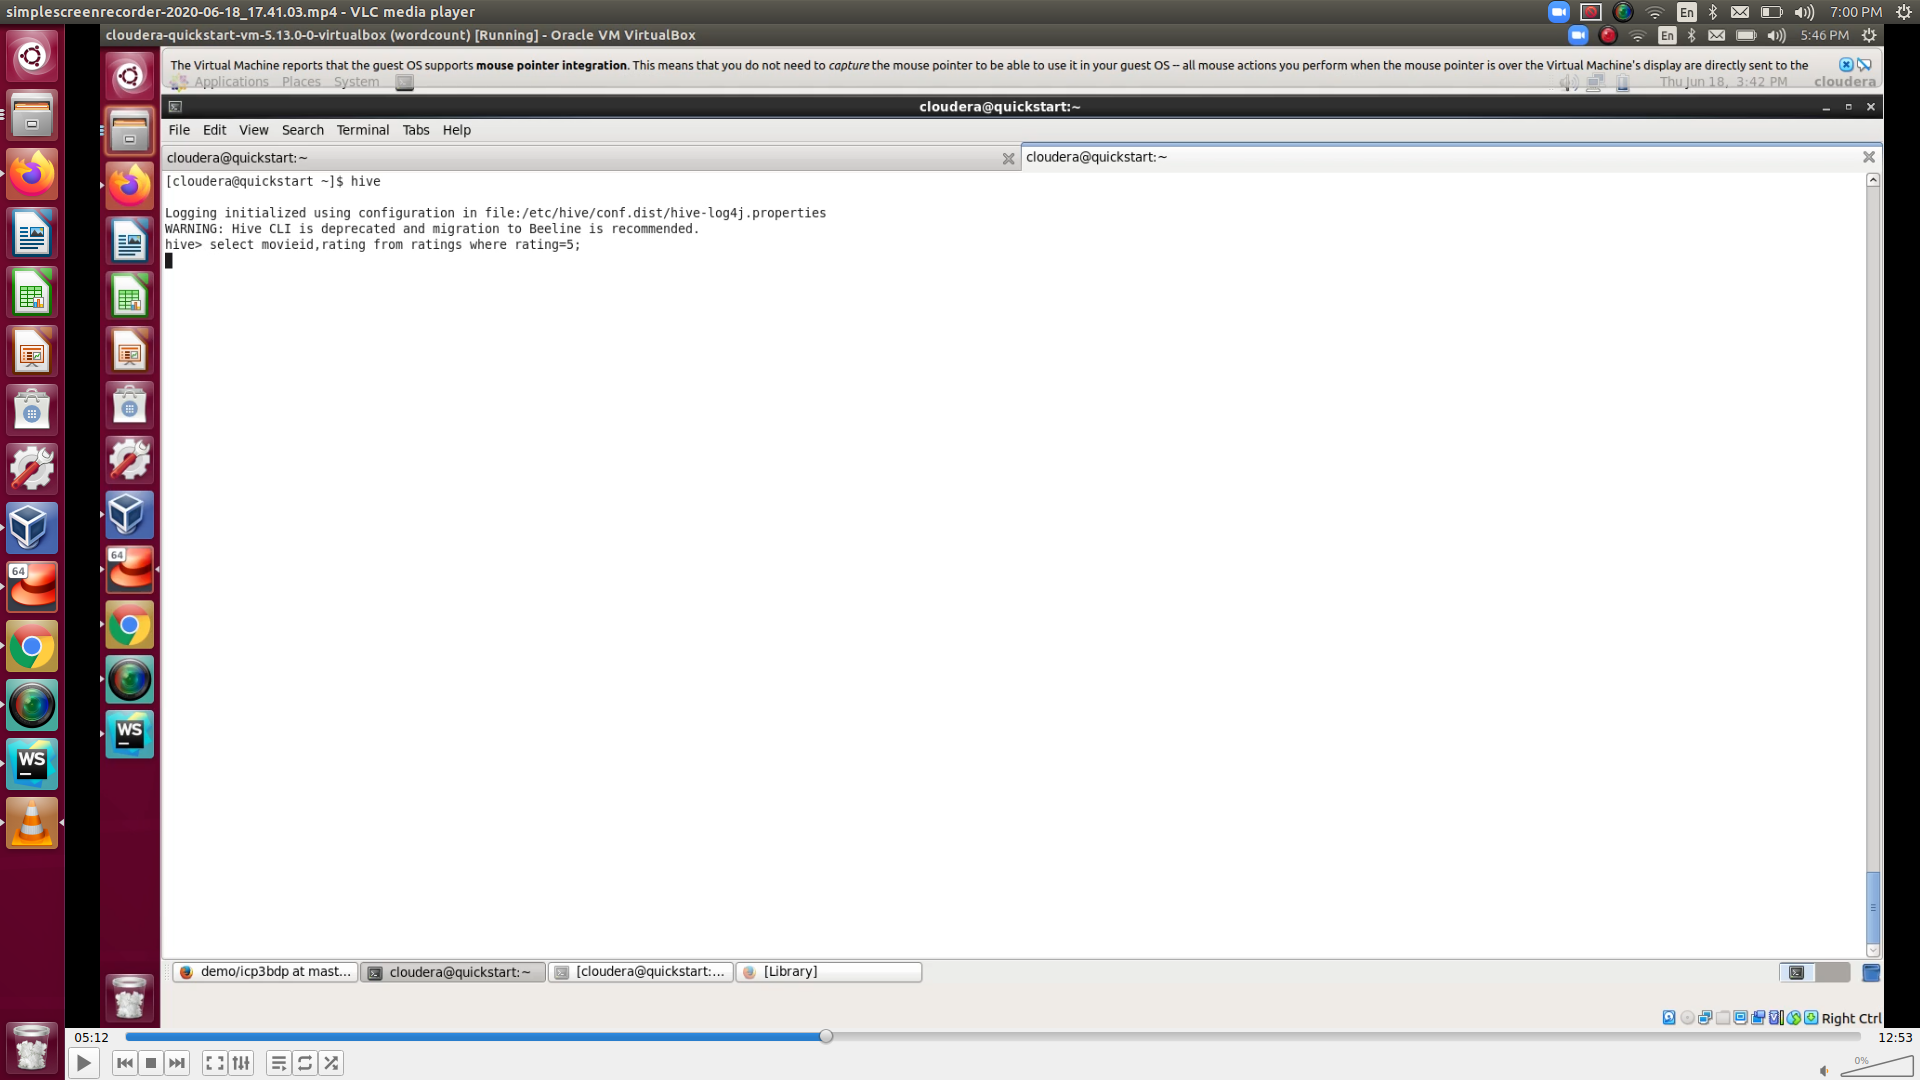 simplescreenrecorder-2020-06-18_17.41.03.mp4 - VLC media player
En
7:00 PM
cloudera-quickstart-vm-5.13.0-0-virtualbox (wordcount) [Running] - Oracle VM VirtualBox
En
5:46 PM
The Virtual Machine reports that the guest OS supports mouse pointer integration. This means that you do not need to capture the mouse pointer to be able to use it in your guest OS -- all mouse actions you perform when the mouse pointer is over the Virtual Machine's display are directly sent to the
Applications Places System
Thu Jun 18, 3:42 PM cloudera
cloudera@quickstart:~
File Edit View Search Terminal Tabs Help
cloudera@quickstart:~
cloudera@quickstart:~
[cloudera@quickstart ~]$ hive
Logging initialized using configuration in file:/etc/hive/conf.dist/hive-log4j.properties
WARNING: Hive CLI is deprecated and migration to Beeline is recommended.
hive> select movieid,rating from ratings where rating=5;
64
64
WS
WS
demo/icp3bdp at mast...
cloudera@quickstart:~
[cloudera@quickstart:...
[Library]
Right Ctrl
05:12
12:53
0%